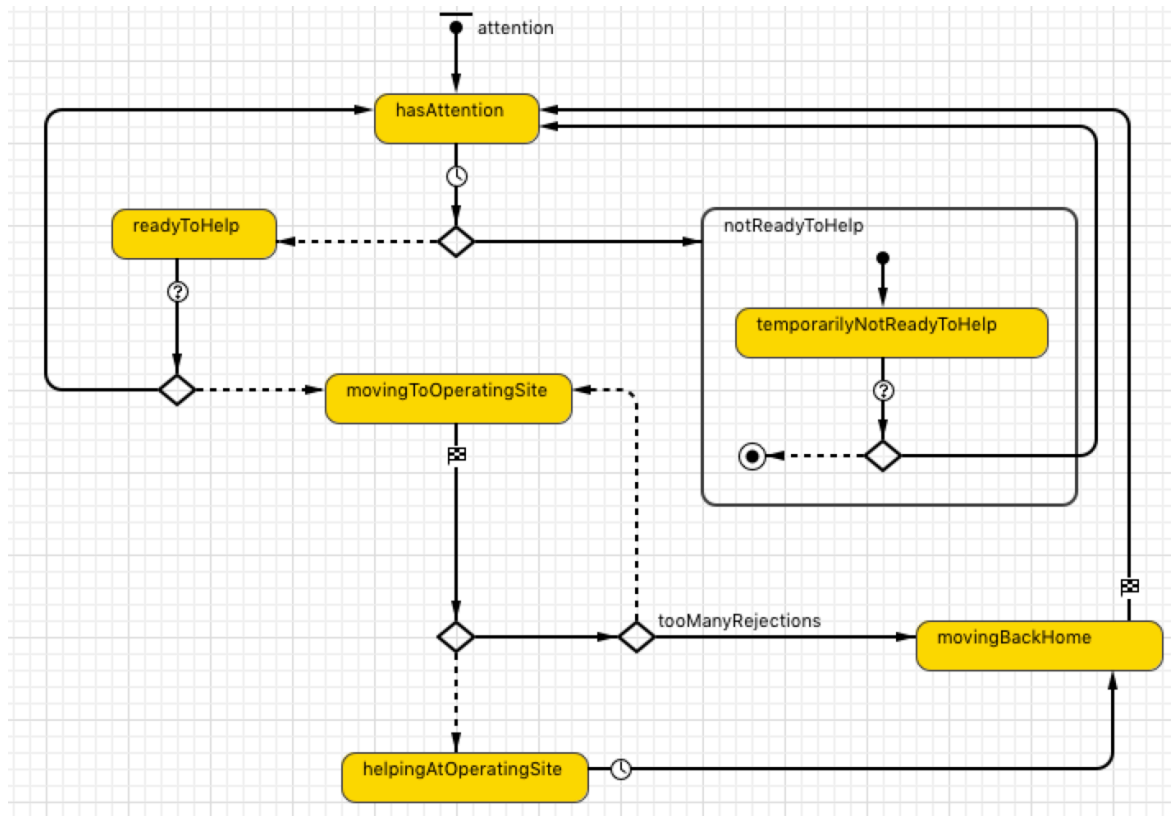 attention
hasAttention
readyToHelp
notReadyToHelp
temporarilyNotReadyToHelp
movingToOperatingSite
tooManyRejections
movingBackHome
helpingAtOperatingSite